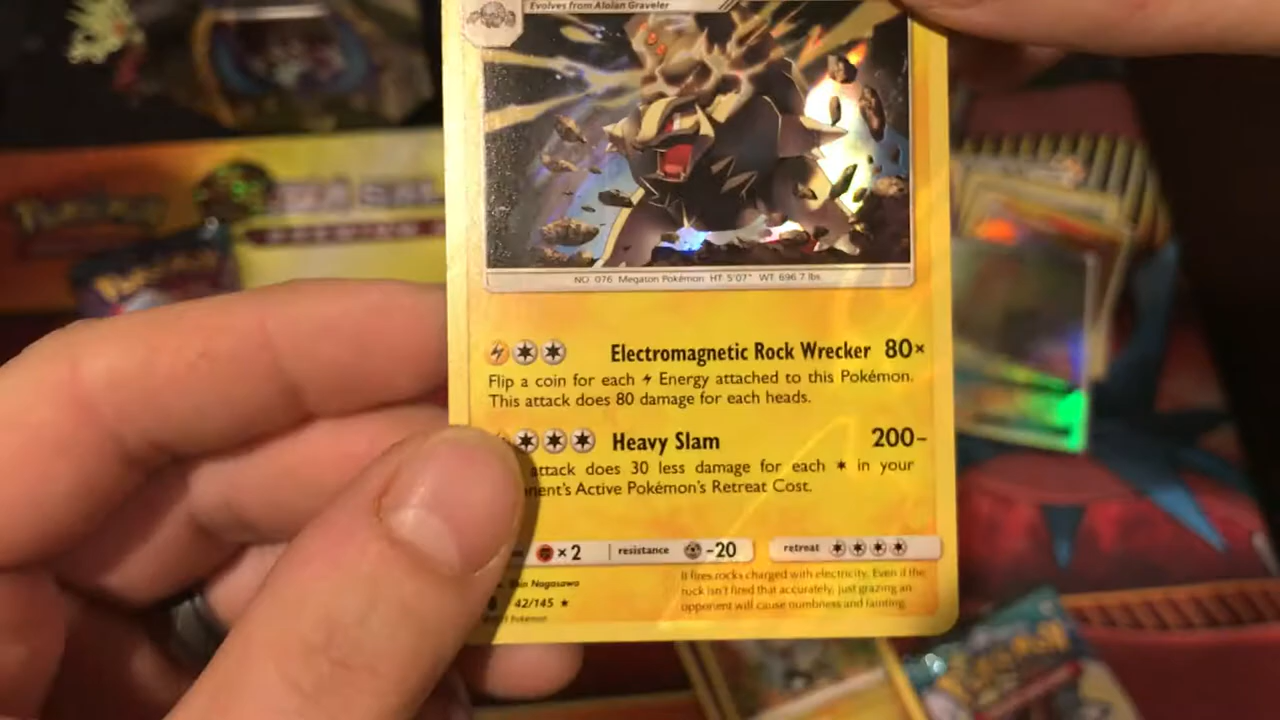 Evolves from Alolan Graveler
NO. 076 Megaton Pokémon HT: 5'07" WT: 696.7 lbs.
Electromagnetic Rock Wrecker 80×
Flip a coin for each Energy attached to this Pokémon.
This attack does 80 damage for each heads.
Heavy Slam 200-
attack does 30 less damage for each in your
Active Pokémon's Retreat Cost.
×2 resistance -20 retreat
Nagasawa
It fires rocks charged with electricity. Even if the
rock isn't fired that accurately, just grazing an
opponent will cause numbness and fainting.
42/145
Pokémon
Pokémon
Pokémon